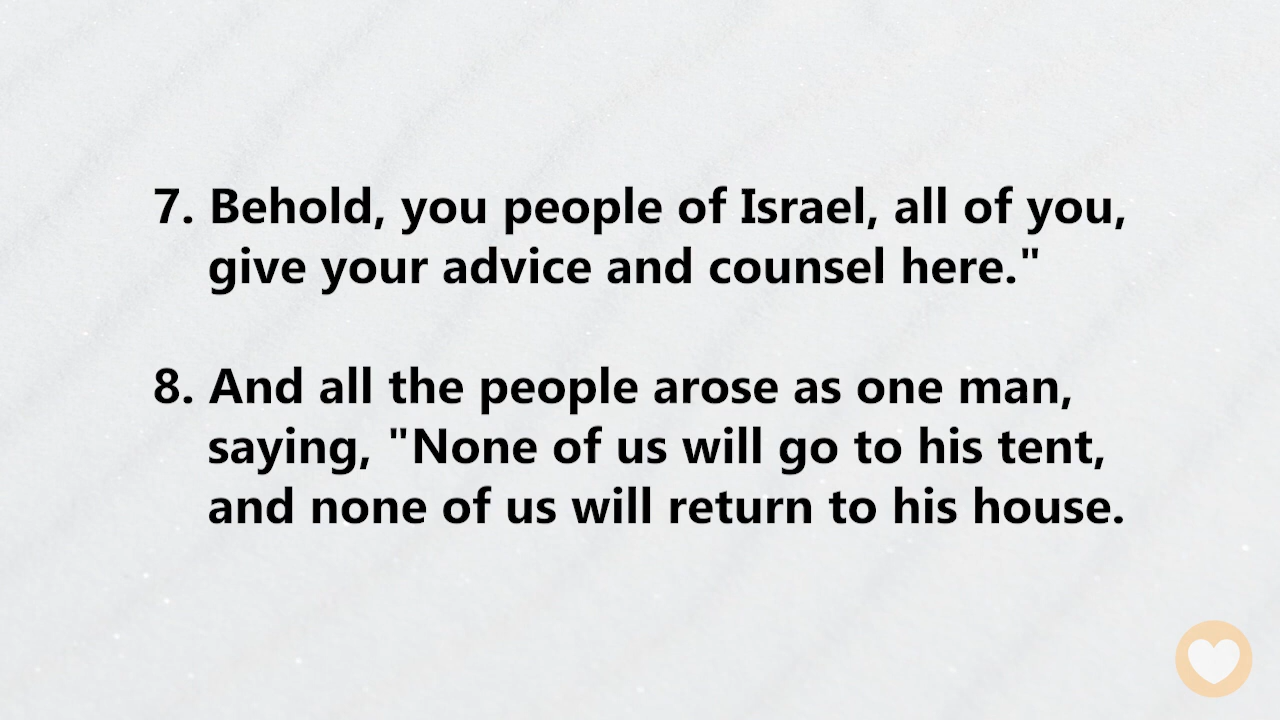 7. Behold, you people of Israel, all of you,
give your advice and counsel here."
8. And all the people arose as one man,
saying, "None of us will go to his tent,
and none of us will return to his house.